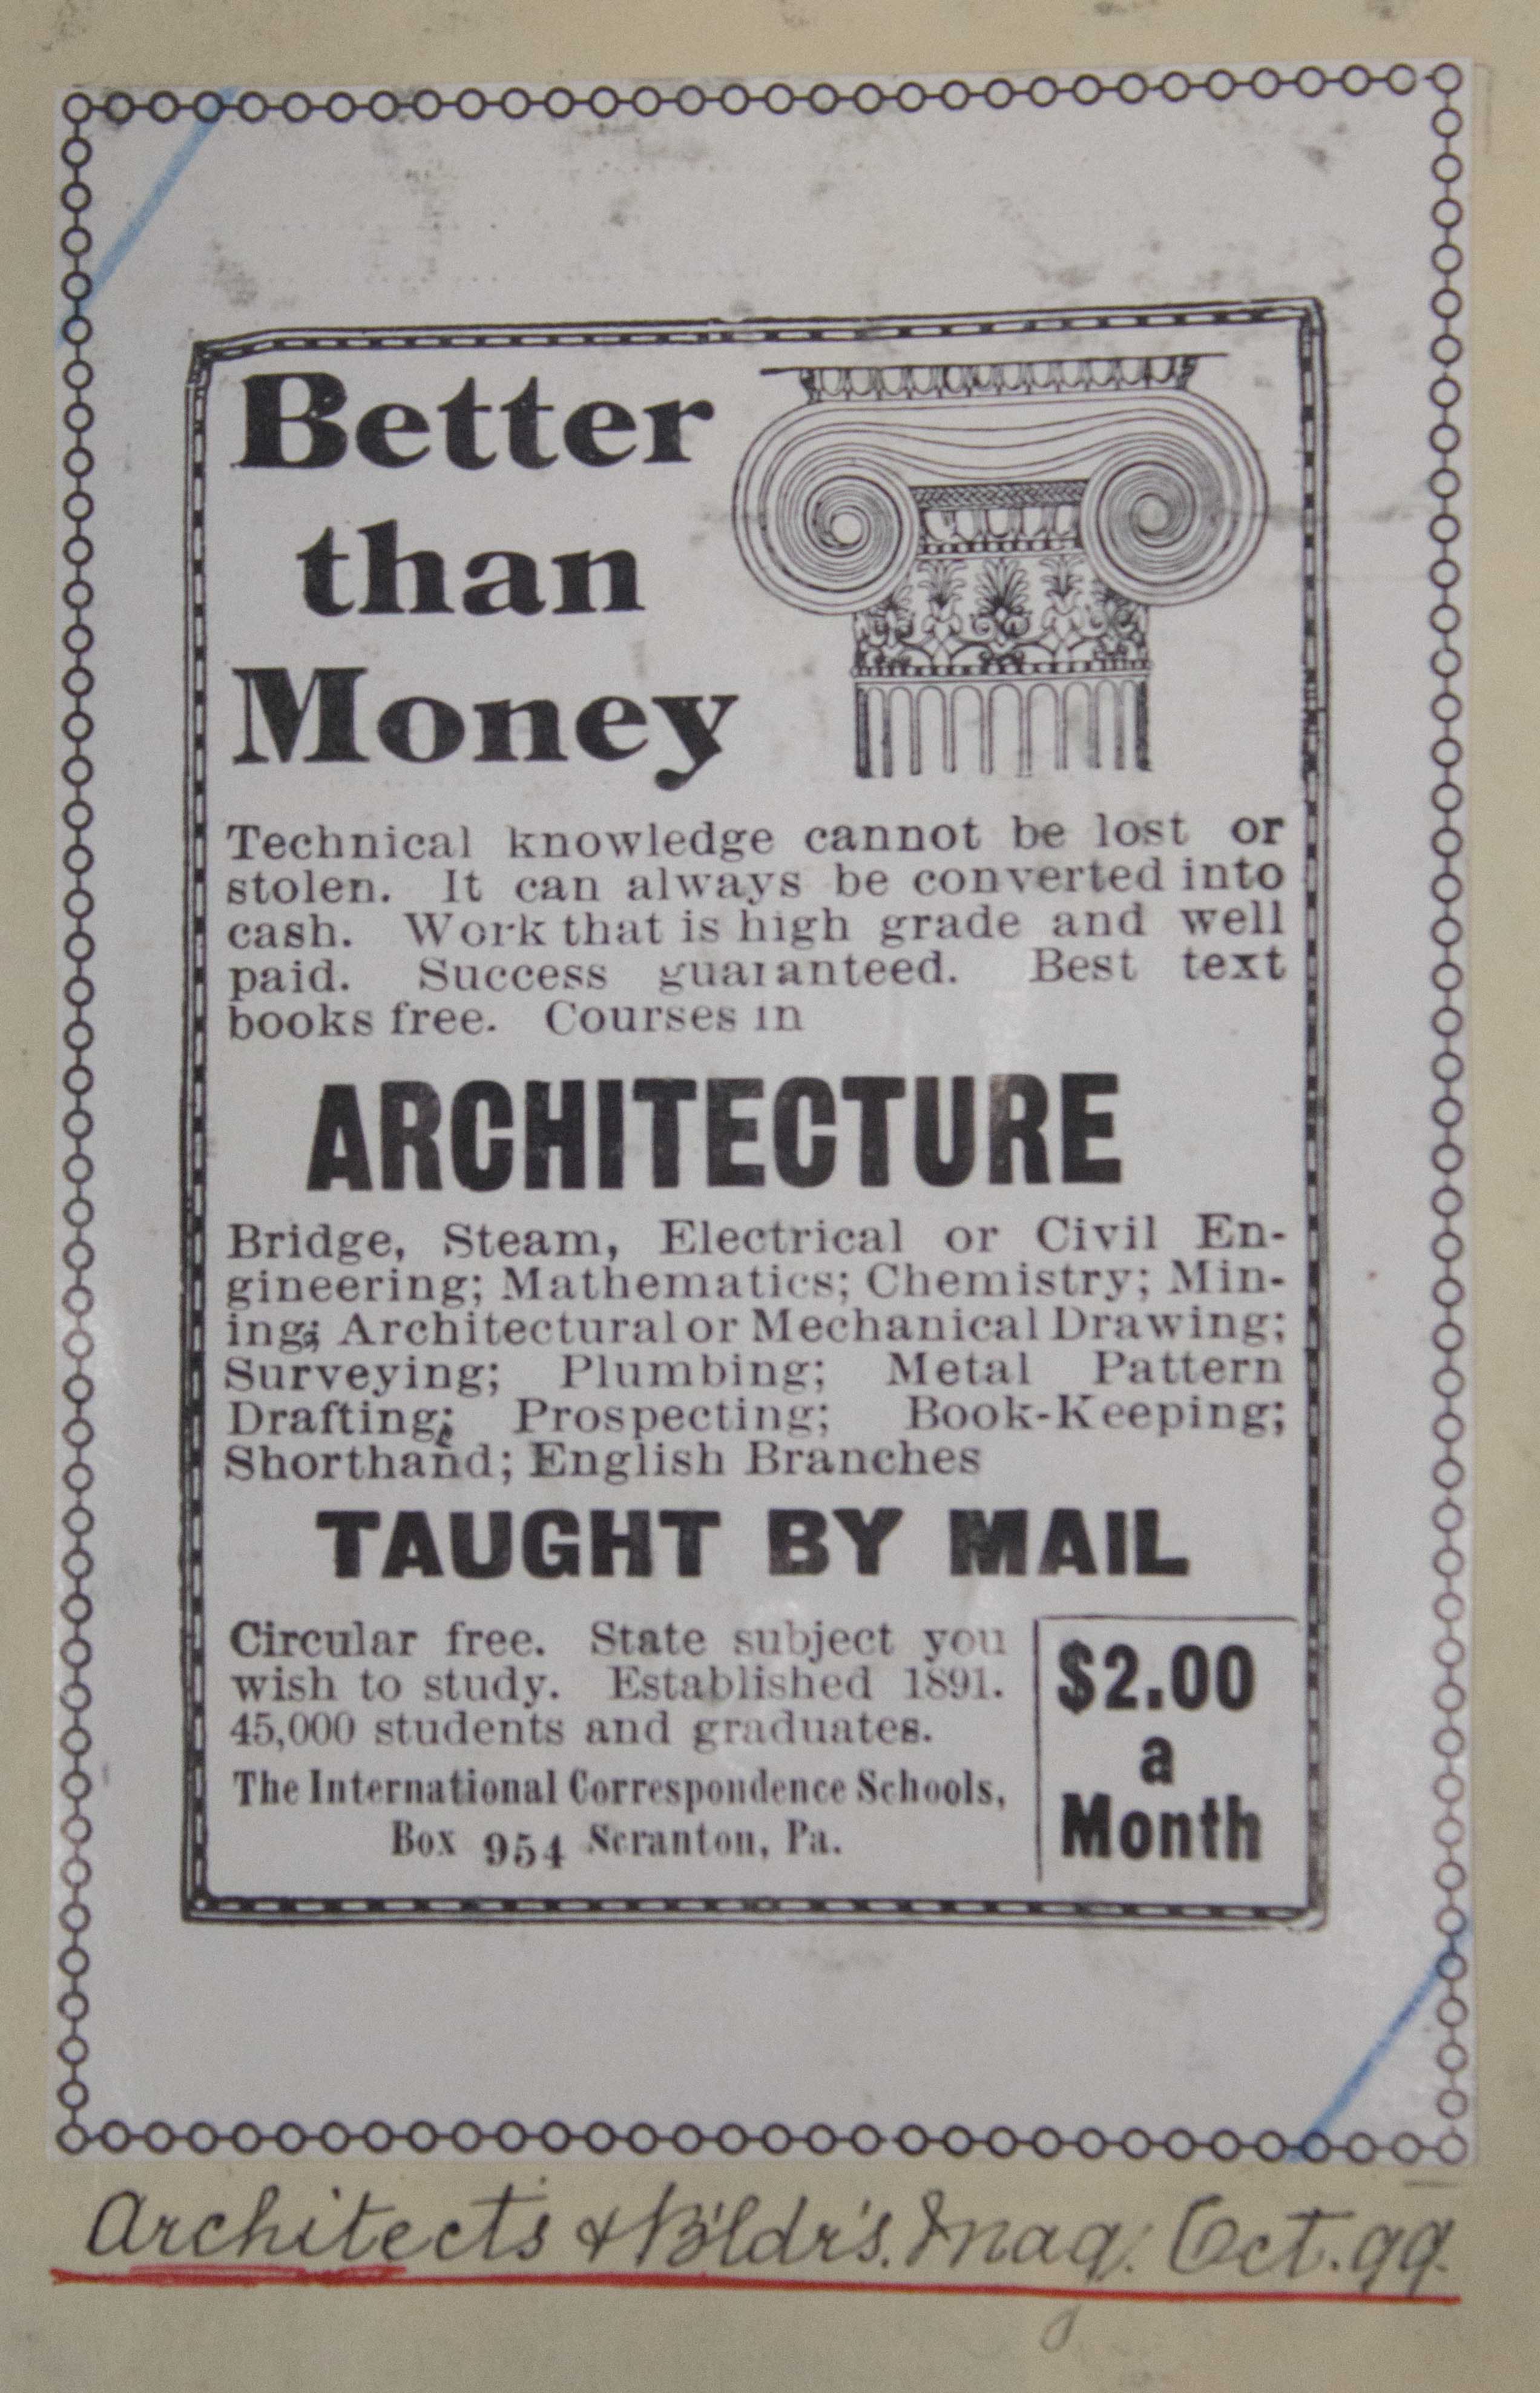 Better
than
Money
Technical knowledge cannot be lost or
stolen. It can always be converted into
cash. Work that is high grade and well
paid. Success guaranteed. Best text
books free. Courses in
ARCHITECTURE
Bridge, Steam, Electrical or Civil En-
gineering; Mathematics; Chemistry; Min-
ing; Architectural or Mechanical Drawing;
Surveying; Plumbing; Metal Pattern
Drafting; Prospecting; Book-Keeping;
Shorthand; English Branches
TAUGHT BY MAIL
Circular free. State subject you
wish to study. Established 1891.
45,000 students and graduates.
The International Correspondence Schools,
Box 954 Scranton, Pa.
$2.00
a
Month
Architects & B'ldr's. Mag. Oct. 99.